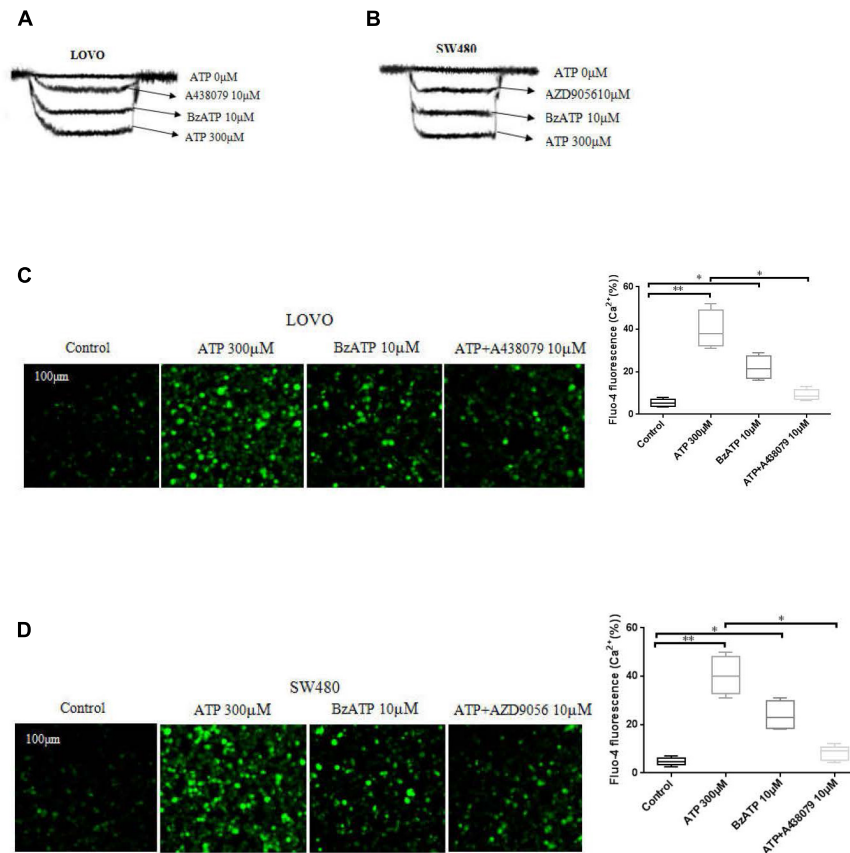 A
LOVO
ATP 0µM
A438079 10µM
BzATP 10µM
ATP 300µM
B
SW480
ATP 0µM
AZD905610µM
BzATP 10µM
ATP 300µM
C
LOVO
Control
ATP 300µM
BzATP 10µM
ATP+A438079 10µM
100µm
Fluo-4 fluorescence (Ca2+(%))
60
40
20
0
*
**
*
Control
ATP 300µM
BzATP 10µM
ATP+A438079 10µM
D
SW480
Control
ATP 300µM
BzATP 10µM
ATP+AZD9056 10µM
100µm
Fluo-4 fluorescence (Ca2+(%))
60
40
20
0
*
**
*
Control
ATP 300µM
BzATP 10µM
ATP+A438079 10µM